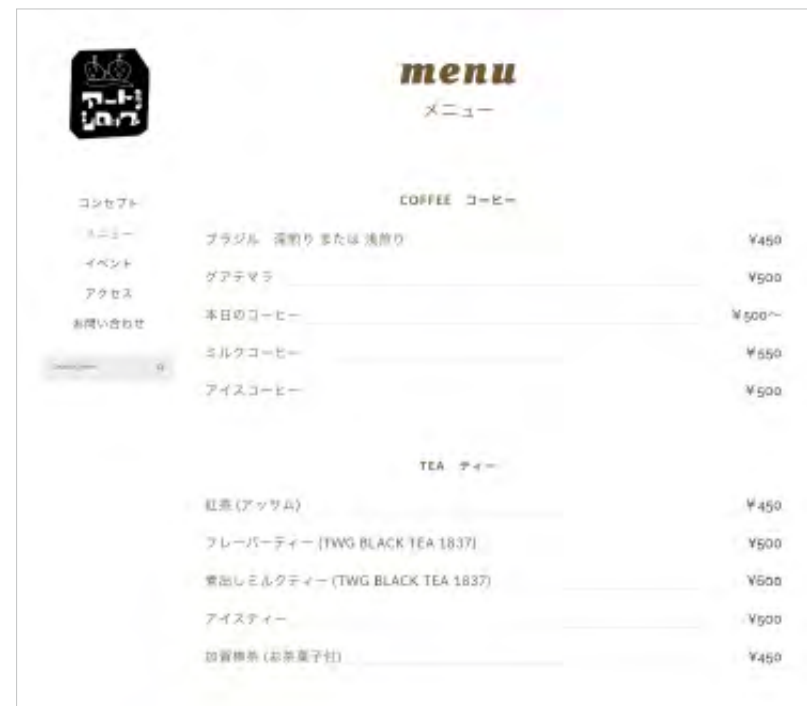 menu
メニュー
コンセプト
メニュー
イベント
アクセス
お問い合わせ
COFFEE コーヒー
ブラジル 深煎り または 浅煎り ¥450
グアテマラ ¥500
本日のコーヒー ¥500～
ミルクコーヒー ¥550
アイスコーヒー ¥500
TEA ティー
紅茶 (アッサム) ¥450
フレーバーティー (TWG BLACK TEA 1837) ¥500
煮出しミルクティー (TWG BLACK TEA 1837) ¥600
アイスティー ¥500
加賀棒茶 (お茶菓子付) ¥450